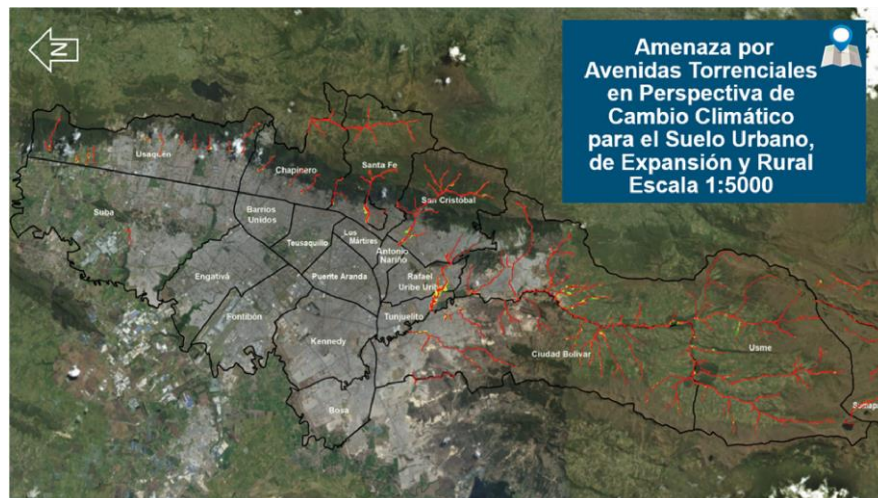 N
Amenaza por
Avenidas Torrenciales
en Perspectiva de
Cambio Climático
para el Suelo Urbano,
de Expansión y Rural
Escala 1:5000
Usaquén
Chapinero
Santa Fe
San Cristóbal
Suba
Barrios
Unidos
Teusaquillo
Los
Mártires
Antonio
Nariño
Engativá
Puente Aranda
Rafael
Uribe Uribe
Fontibón
Tunjuelito
Kennedy
Ciudad Bolívar
Usme
Bosa